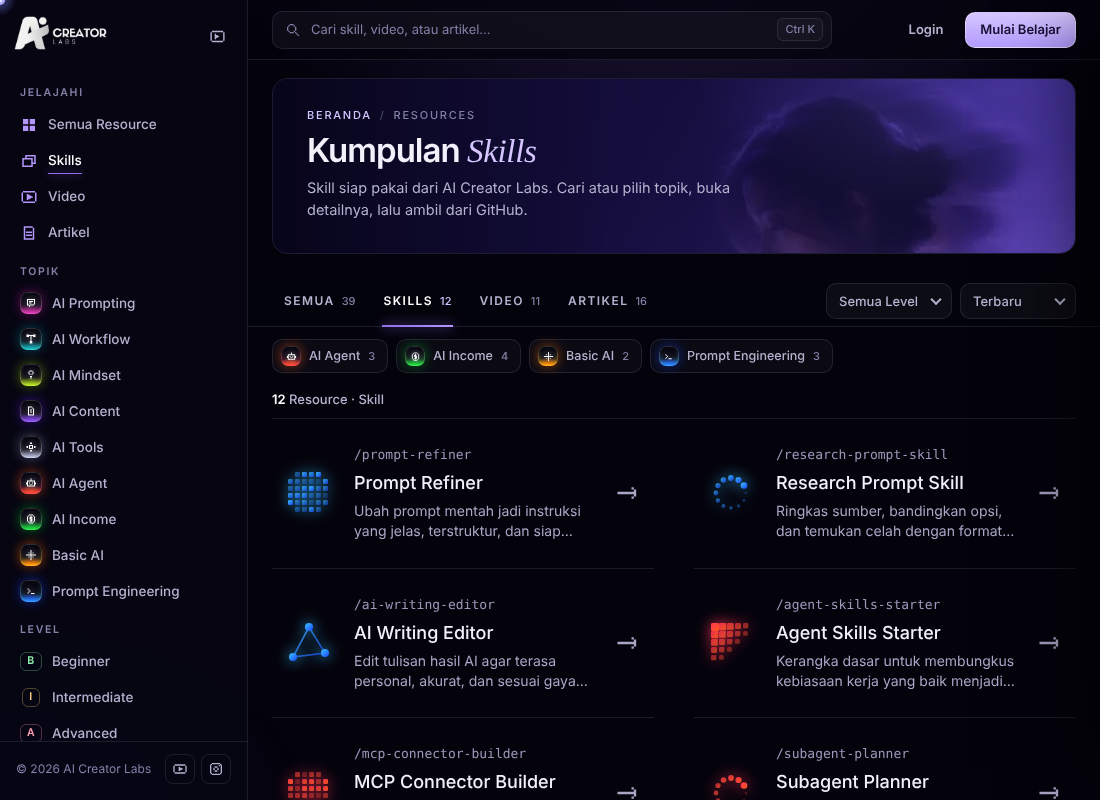 Ai CREATOR
LABS
JELAJAHI
Semua Resource
Skills
Video
Artikel
TOPIK
AI Prompting
AI Workflow
AI Mindset
AI Content
AI Tools
AI Agent
AI Income
Basic AI
Prompt Engineering
LEVEL
B Beginner
I Intermediate
A Advanced
© 2026 AI Creator Labs
Cari skill, video, atau artikel...
Ctrl K
Login
Mulai Belajar
BERANDA / RESOURCES
Kumpulan Skills
Skill siap pakai dari AI Creator Labs. Cari atau pilih topik, buka
detailnya, lalu ambil dari GitHub.
SEMUA 39
SKILLS 12
VIDEO 11
ARTIKEL 16
Semua Level
Terbaru
AI Agent 3
AI Income 4
Basic AI 2
Prompt Engineering 3
12 Resource · Skill
/prompt-refiner
Prompt Refiner
Ubah prompt mentah jadi instruksi
yang jelas, terstruktur, dan siap...
/research-prompt-skill
Research Prompt Skill
Ringkas sumber, bandingkan opsi,
dan temukan celah dengan format...
/ai-writing-editor
AI Writing Editor
Edit tulisan hasil AI agar terasa
personal, akurat, dan sesuai gaya...
/agent-skills-starter
Agent Skills Starter
Kerangka dasar untuk membungkus
kebiasaan kerja yang baik menjadi...
/mcp-connector-builder
MCP Connector Builder
/subagent-planner
Subagent Planner